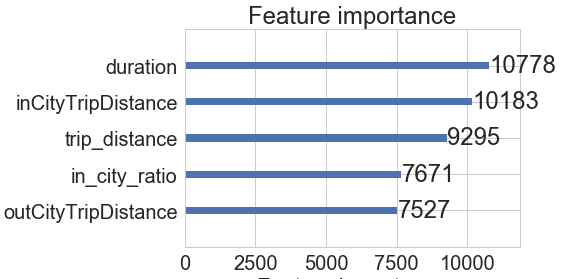 Feature importance
duration 10778
inCityTripDistance 10183
trip_distance 9295
in_city_ratio 7671
outCityTripDistance 7527
0 2500 5000 7500 10000